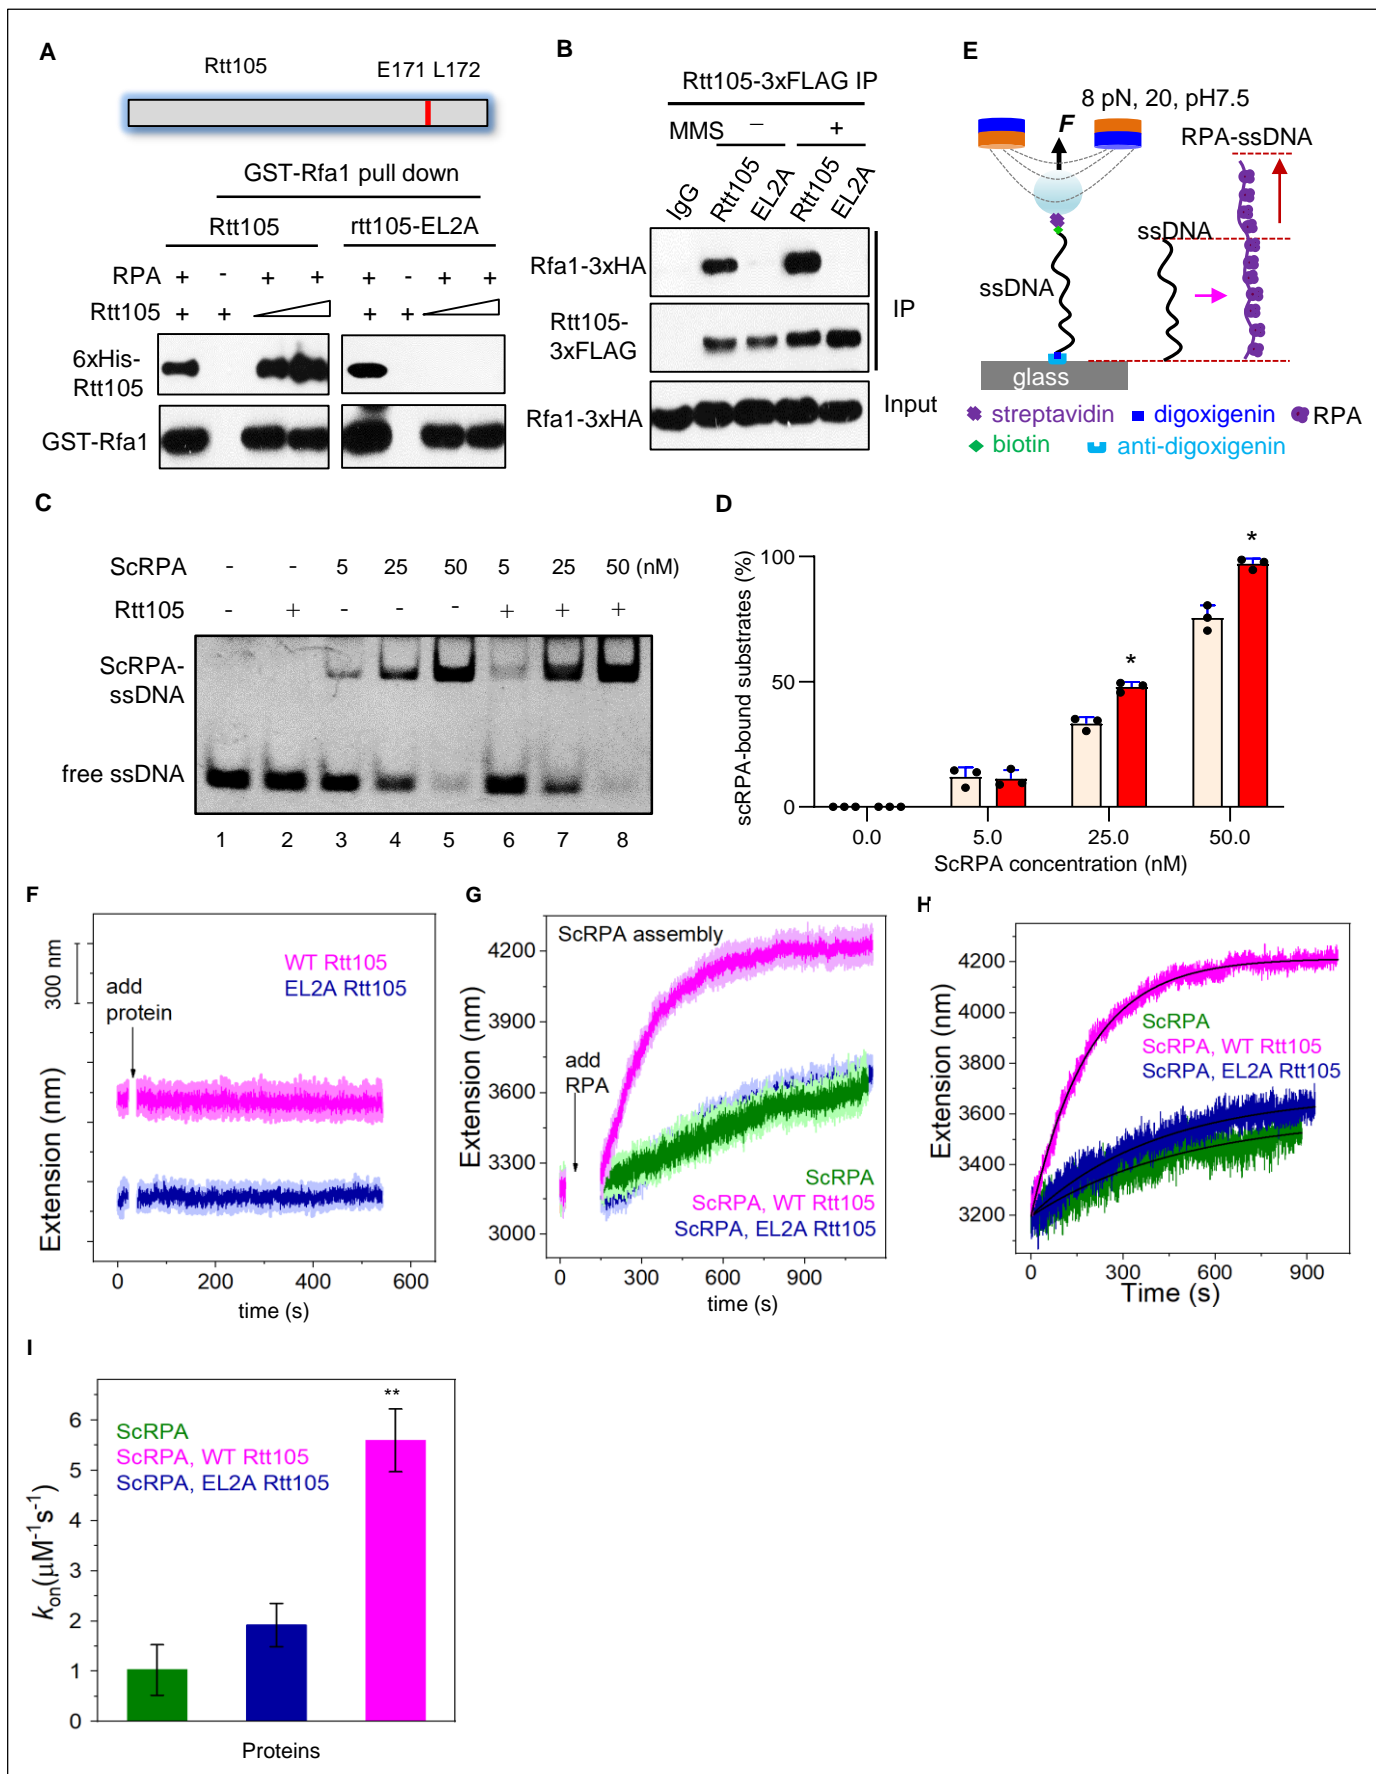 A
Rtt105
E171 L172
GST-Rfa1 pull down
Rtt105
rtt105-EL2A
RPA + - + + + - + +
Rtt105 + + + +
6xHis-
Rtt105
GST-Rfa1
B
Rtt105-3xFLAG IP
MMS − +
IgG Rtt105 EL2A Rtt105 EL2A
Rfa1-3xHA
Rtt105-
3xFLAG
IP
Rfa1-3xHA
Input
E
8 pN, 20, pH7.5
F
RPA-ssDNA
ssDNA
ssDNA
glass
streptavidin digoxigenin RPA
biotin anti-digoxigenin
C
ScRPA - - 5 25 50 5 25 50 (nM)
Rtt105 - + - - - + + +
ScRPA-
ssDNA
free ssDNA
1 2 3 4 5 6 7 8
D
scRPA-bound substrates (%)
100
50
0
* *
0.0 5.0 25.0 50.0
ScRPA concentration (nM)
F
300 nm
Extension (nm)
add
protein
WT Rtt105
EL2A Rtt105
0 200 400 600
time (s)
G
Extension (nm)
4200
3900
3600
3300
3000
ScRPA assembly
add
RPA
ScRPA
ScRPA, WT Rtt105
ScRPA, EL2A Rtt105
0 300 600 900
time (s)
H
Extension (nm)
4200
4000
3800
3600
3400
3200
ScRPA
ScRPA, WT Rtt105
ScRPA, EL2A Rtt105
0 300 600 900
Time (s)
I
kon(μM-1s-1)
6
5
4
3
2
1
0
ScRPA
ScRPA, WT Rtt105
ScRPA, EL2A Rtt105
**
Proteins